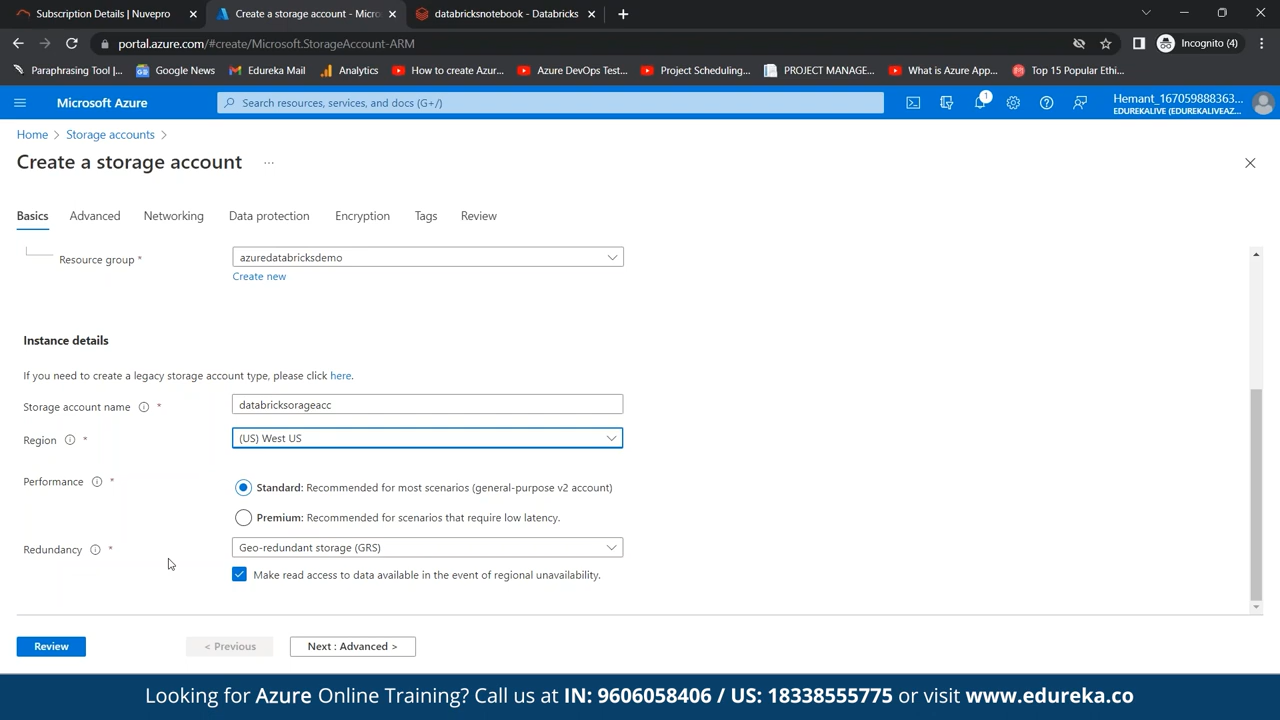 Subscription Details | Nuvepro
Create a storage account - Micro
databricksnotebook - Databricks
portal.azure.com/#create/Microsoft.StorageAccount-ARM
Incognito (4)
Paraphrasing Tool |...
Google News
Edureka Mail
Analytics
How to create Azur...
Azure DevOps Test...
Project Scheduling...
PROJECT MANAGE...
What is Azure App...
Top 15 Popular Ethi...
Microsoft Azure
Search resources, services, and docs (G+/)
1
Hemant_167059888363...
EDUREKALIVE (EDUREKALIVEAZ...
Home > Storage accounts >
Create a storage account ...
Basics Advanced Networking Data protection Encryption Tags Review
Resource group * azuredatabricksdemo
Create new
Instance details
If you need to create a legacy storage account type, please click here.
Storage account name * databricksorageacc
Region * (US) West US
Performance * Standard: Recommended for most scenarios (general-purpose v2 account)
Premium: Recommended for scenarios that require low latency.
Redundancy * Geo-redundant storage (GRS)
Make read access to data available in the event of regional unavailability.
Review < Previous Next : Advanced >
Looking for Azure Online Training? Call us at IN: 9606058406 / US: 18338555775 or visit www.edureka.co